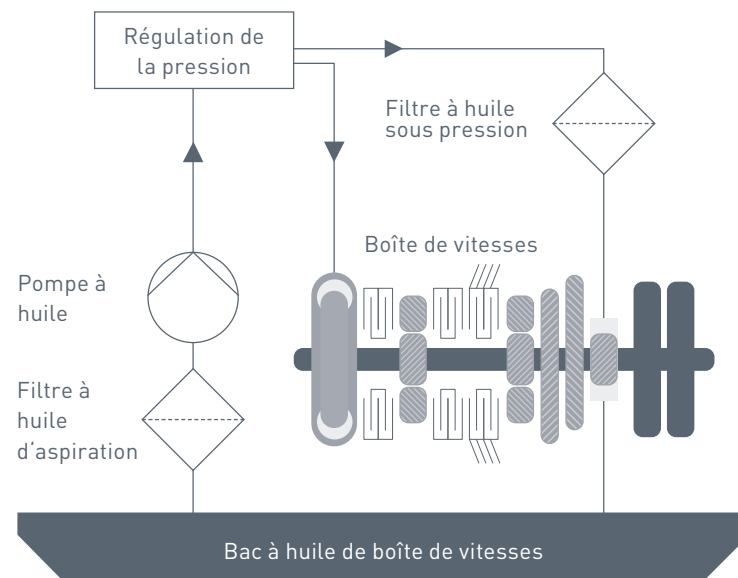 Régulation de
la pression
Filtre à huile
sous pression
Boîte de vitesses
Pompe à
huile
Filtre à
huile
d‘aspiration
Bac à huile de boîte de vitesses